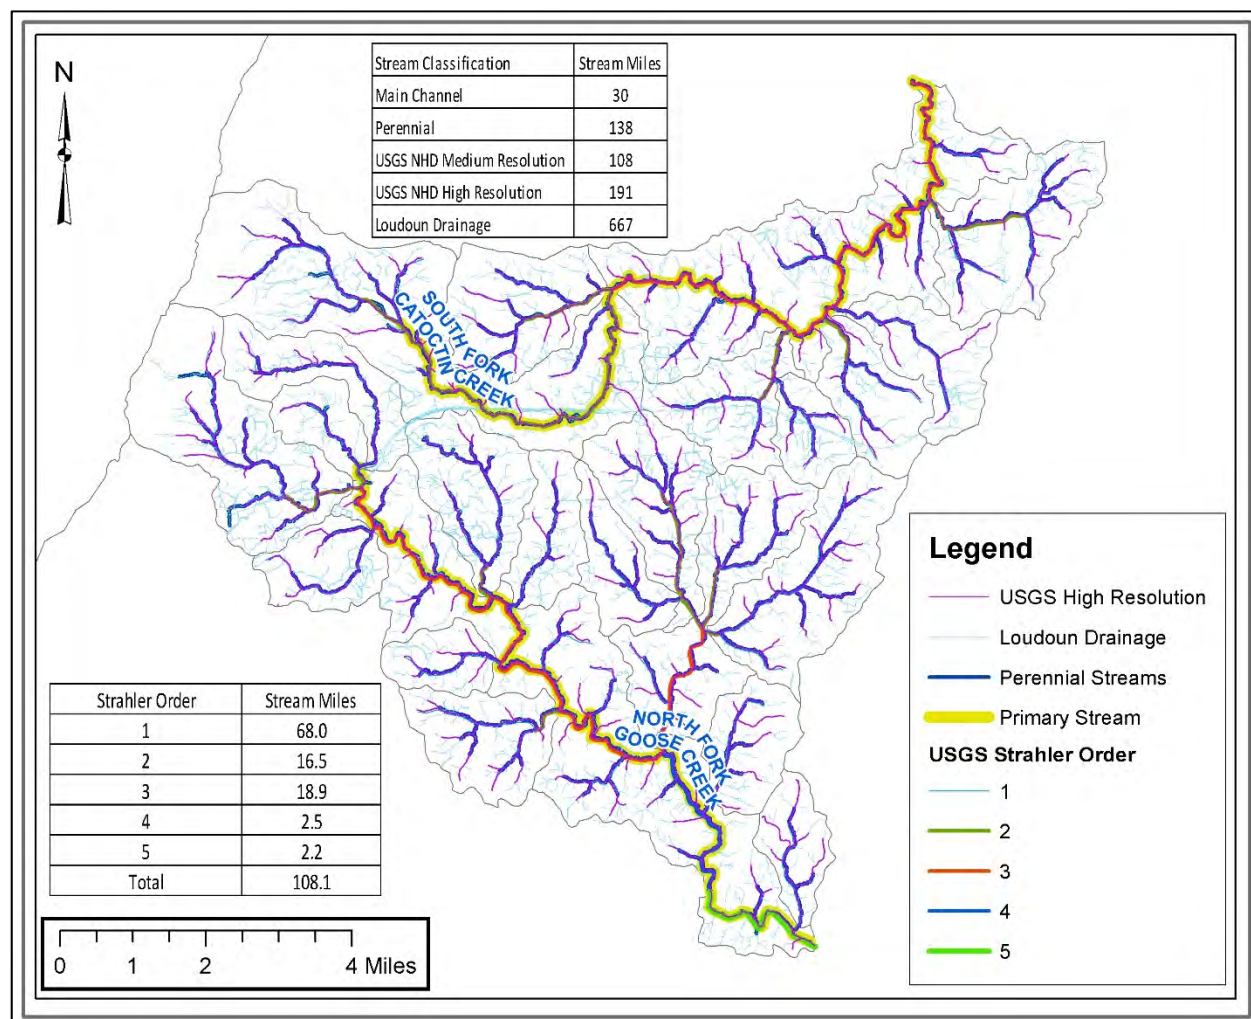 N
Stream Classification Stream Miles
Main Channel 30
Perennial 138
USGS NHD Medium Resolution 108
USGS NHD High Resolution 191
Loudoun Drainage 667
SOUTH FORK
CATOCTIN CREEK
NORTH FORK
GOOSE CREEK
Strahler Order Stream Miles
1 68.0
2 16.5
3 18.9
4 2.5
5 2.2
Total 108.1
0 1 2 4 Miles
Legend
USGS High Resolution
Loudoun Drainage
Perennial Streams
Primary Stream
USGS Strahler Order
1
2
3
4
5